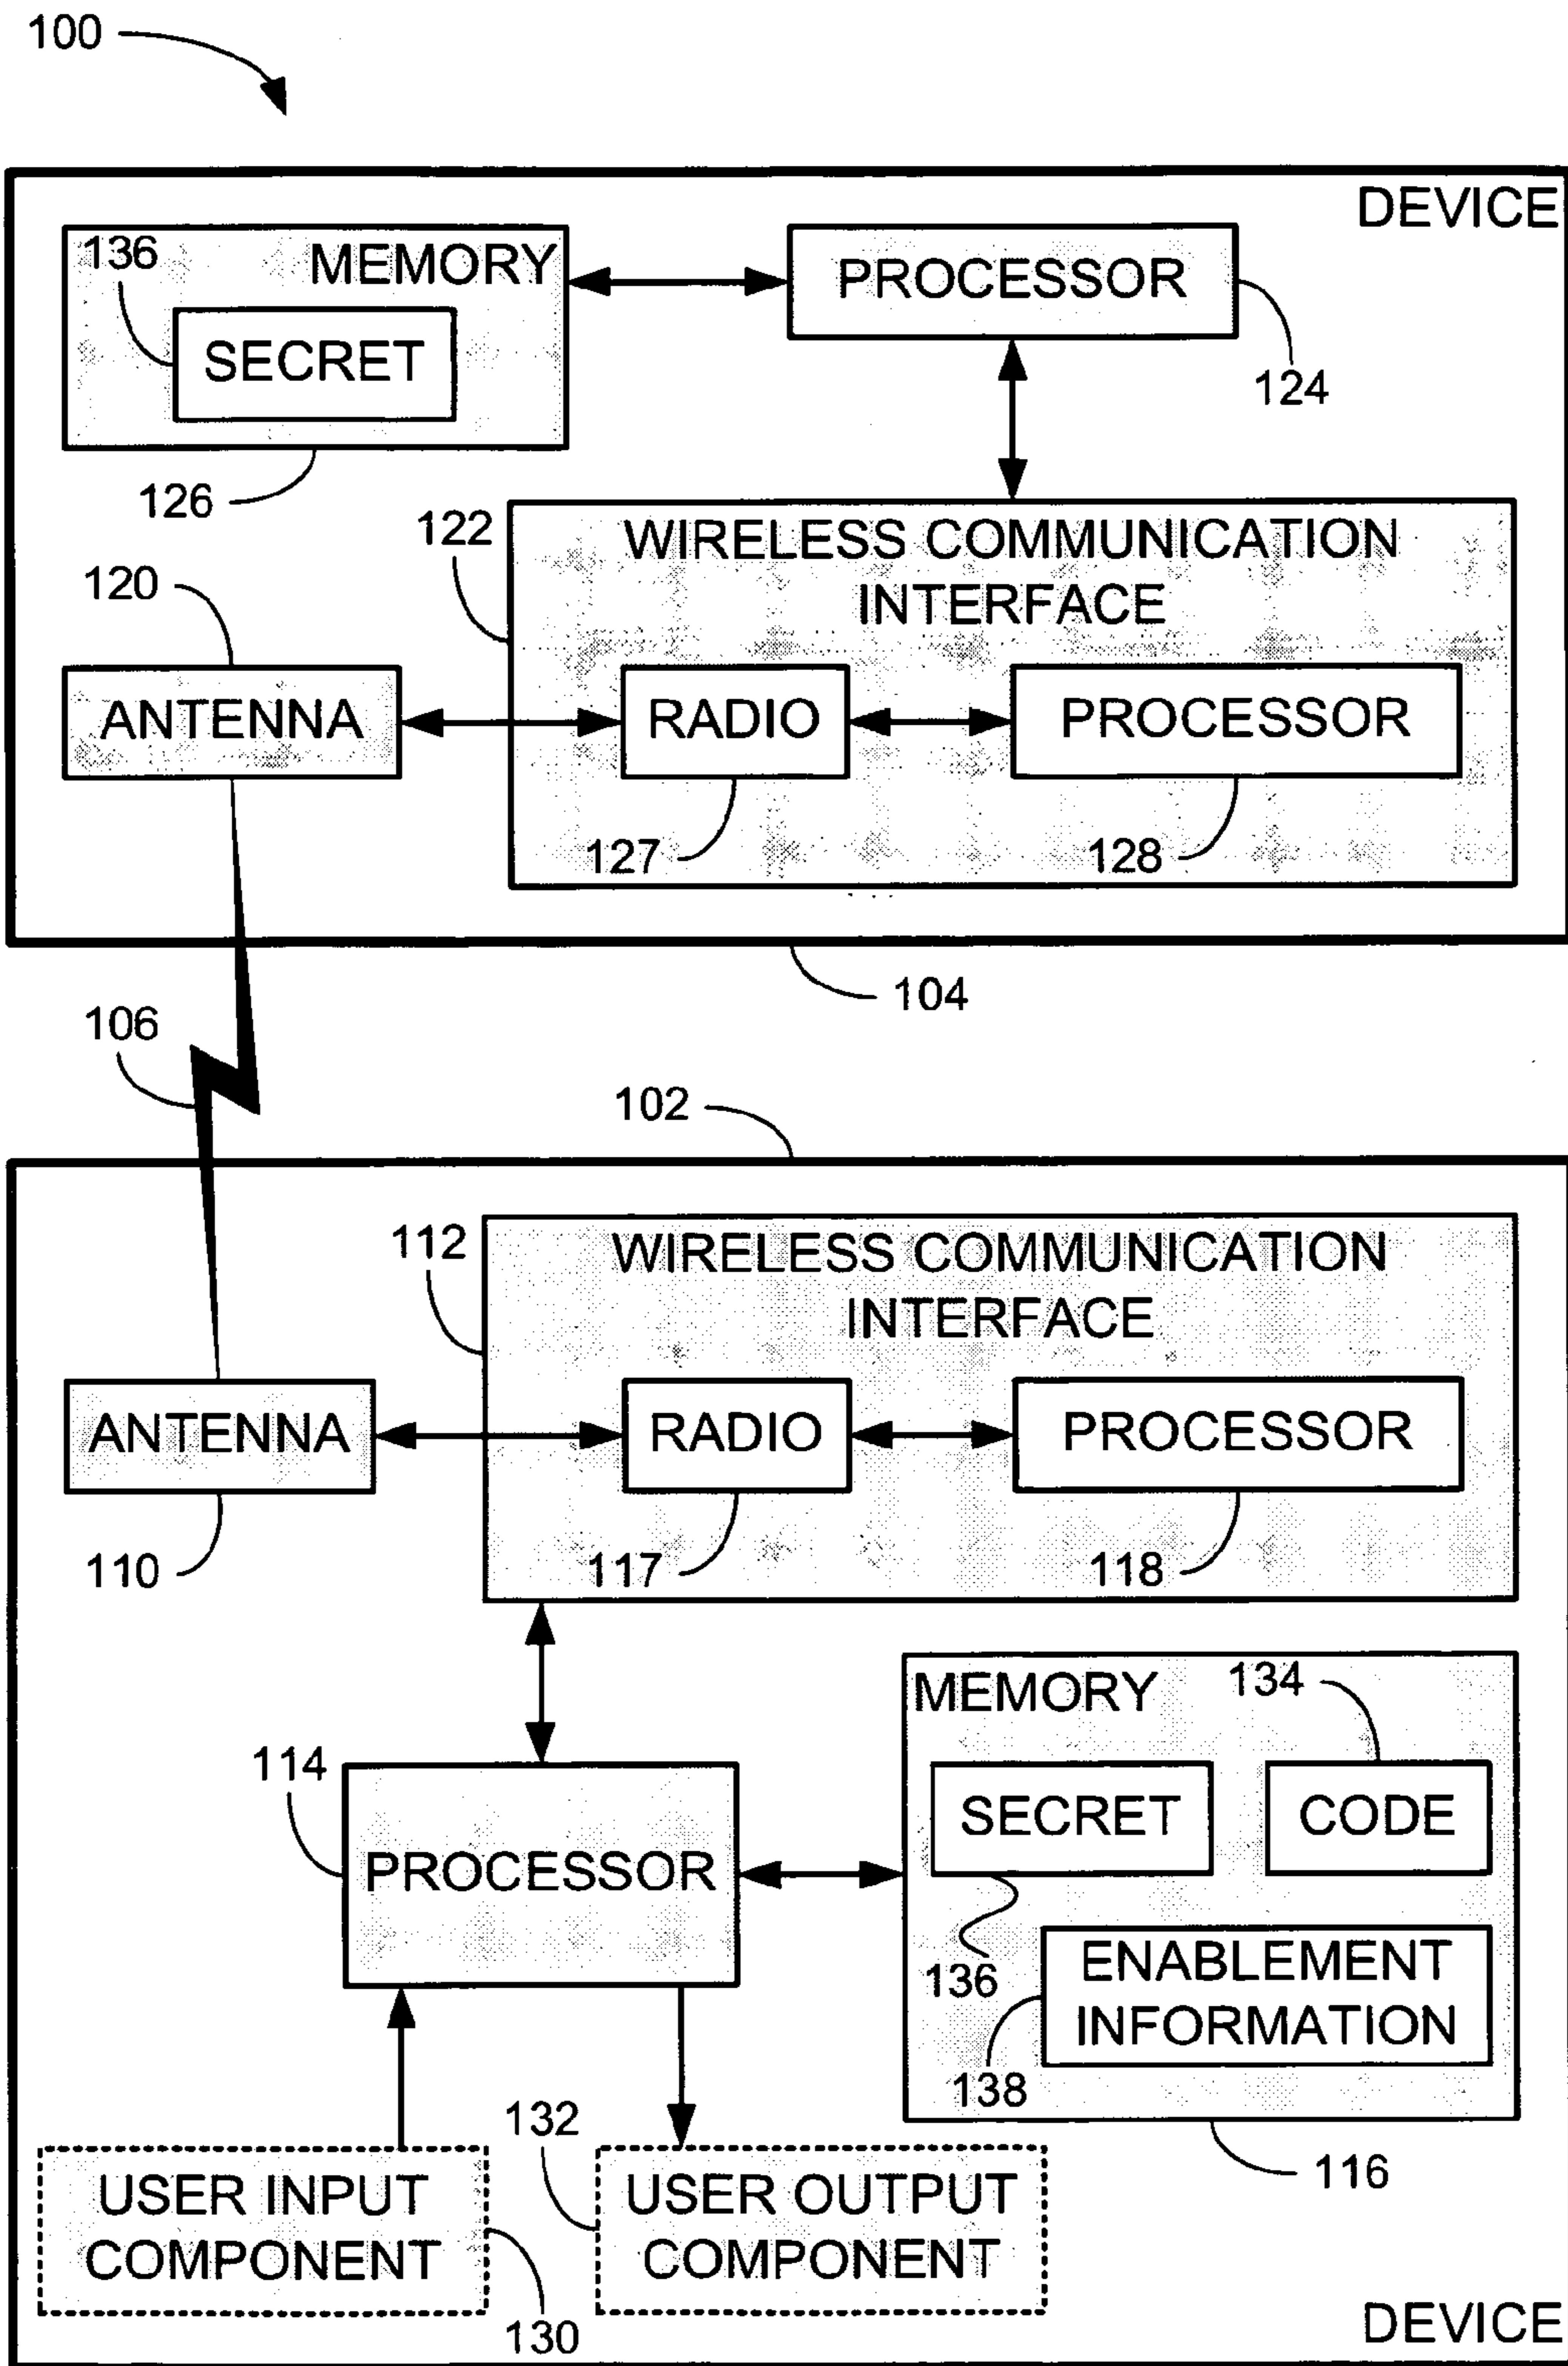 100
DEVICE
136
MEMORY
PROCESSOR
SECRET
124
126
122
WIRELESS COMMUNICATION
INTERFACE
120
ANTENNA
RADIO
PROCESSOR
127
128
104
106
102
112
WIRELESS COMMUNICATION
INTERFACE
ANTENNA
RADIO
PROCESSOR
110
117
118
MEMORY
134
114
SECRET
CODE
PROCESSOR
136
ENABLEMENT
INFORMATION
138
132
116
USER INPUT
COMPONENT
USER OUTPUT
COMPONENT
130
DEVICE